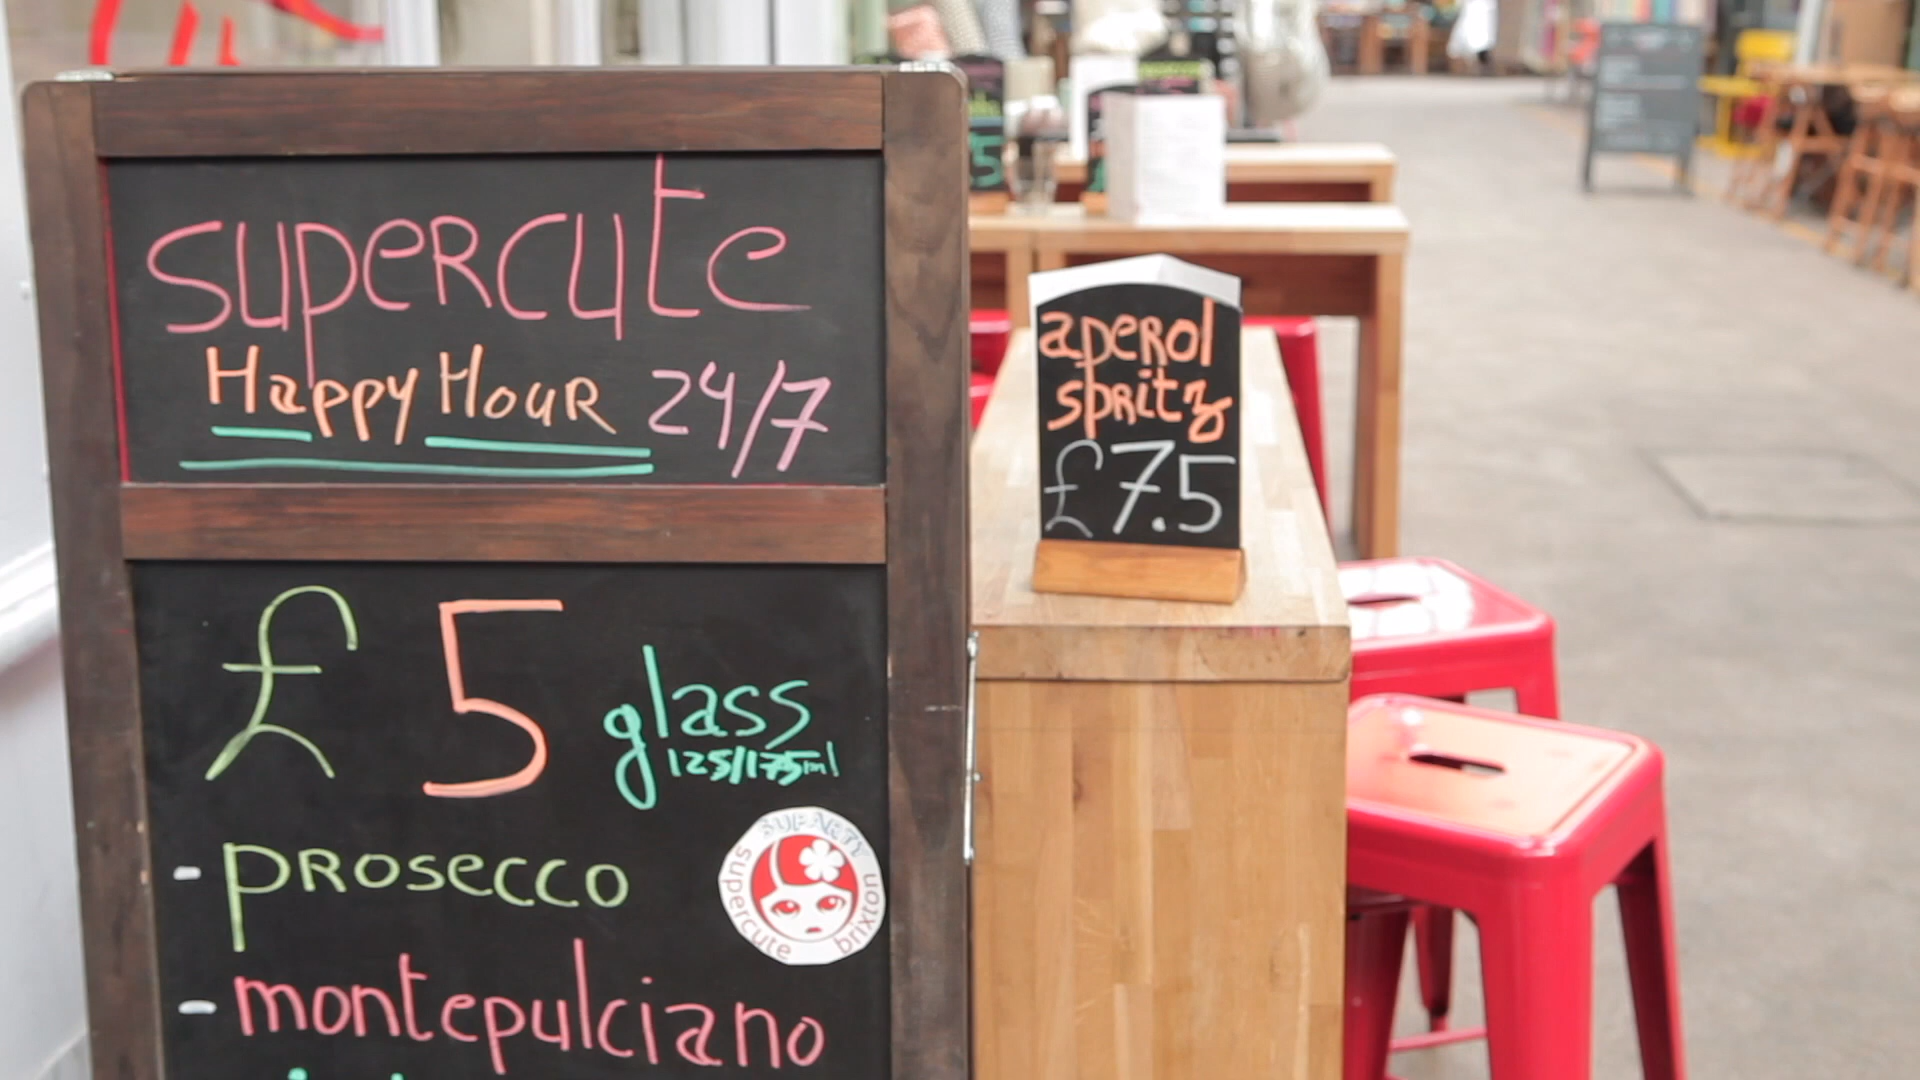 supercute
Happy Hour 24/7
£5 glass
125/175ml
- prosecco
- montepulciano
supercute brixton
aperol
spritz
£7.5